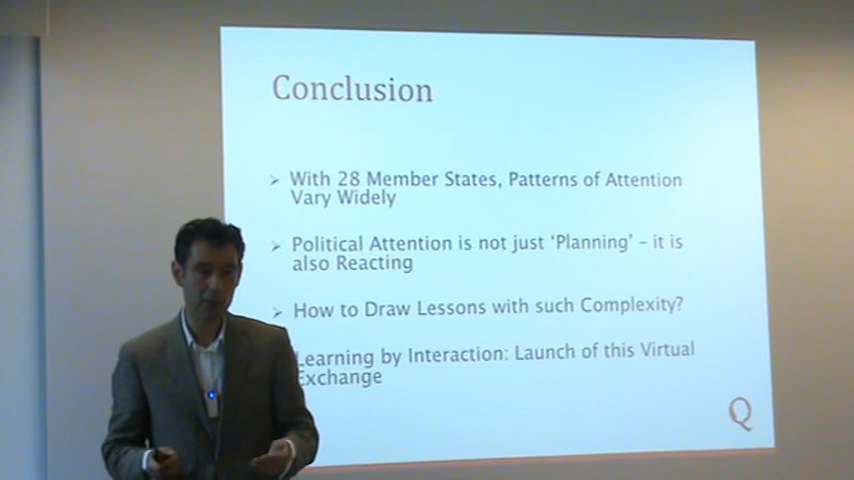 Conclusion
➢ With 28 Member States, Patterns of Attention
Vary Widely
➢ Political Attention is not just ‘Planning’ – it is
also Reacting
➢ How to Draw Lessons with such Complexity?
Learning by Interaction: Launch of this Virtual
Exchange
Q